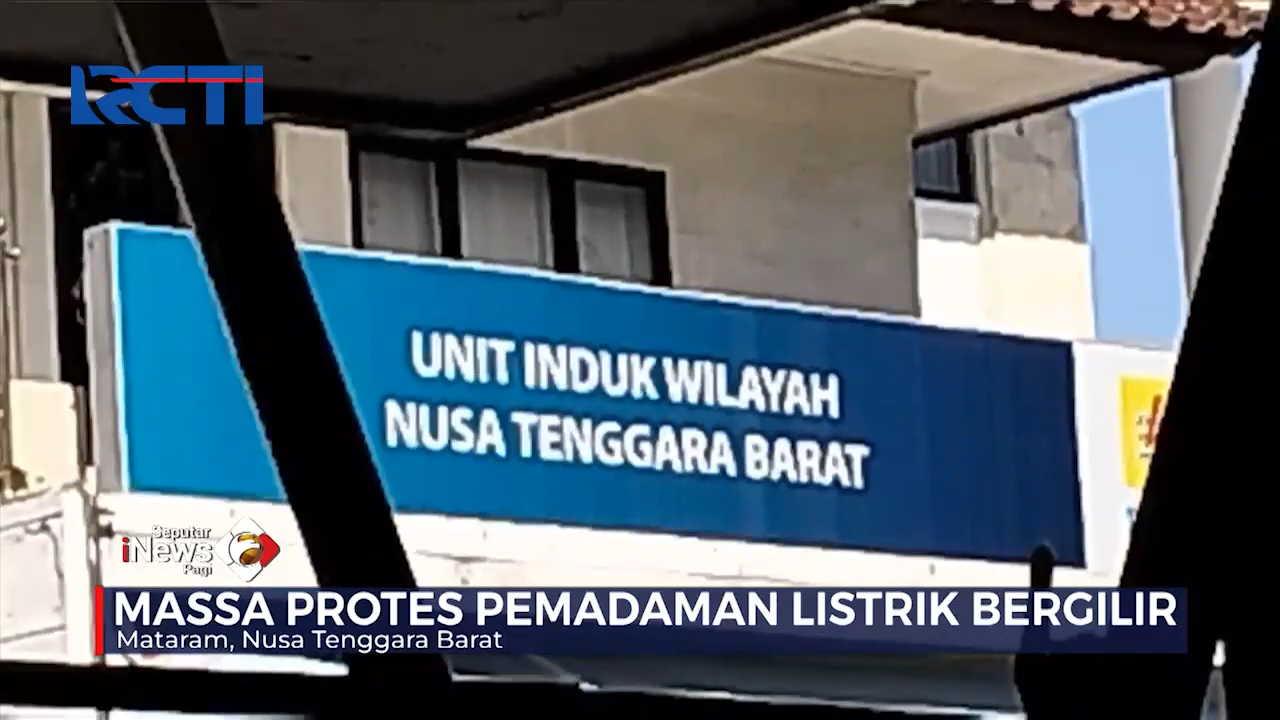 RCTI
UNIT INDUK WILAYAH
NUSA TENGGARA BARAT
Seputar
iNews
Pagi
MASSA PROTES PEMADAMAN LISTRIK BERGILIR
Mataram, Nusa Tenggara Barat